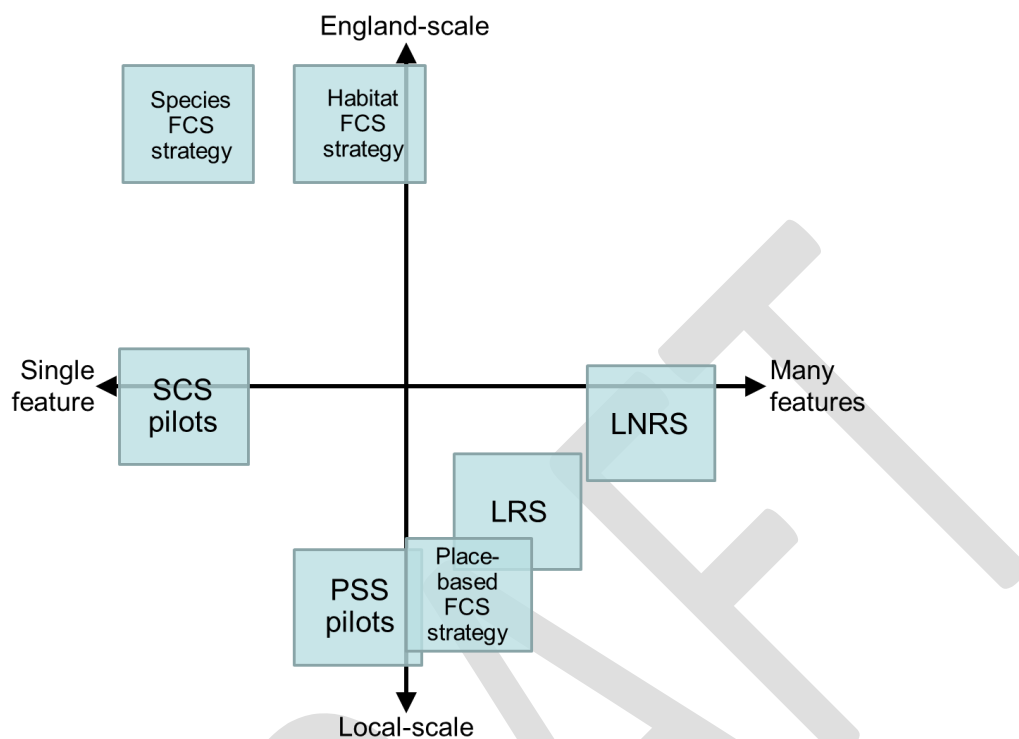 England-scale
Species
FCS
strategy
Habitat
FCS
strategy
Single
feature
SCS
pilots
Many
features
LNRS
LRS
PSS
pilots
Place-
based
FCS
strategy
Local-scale
DRAFT